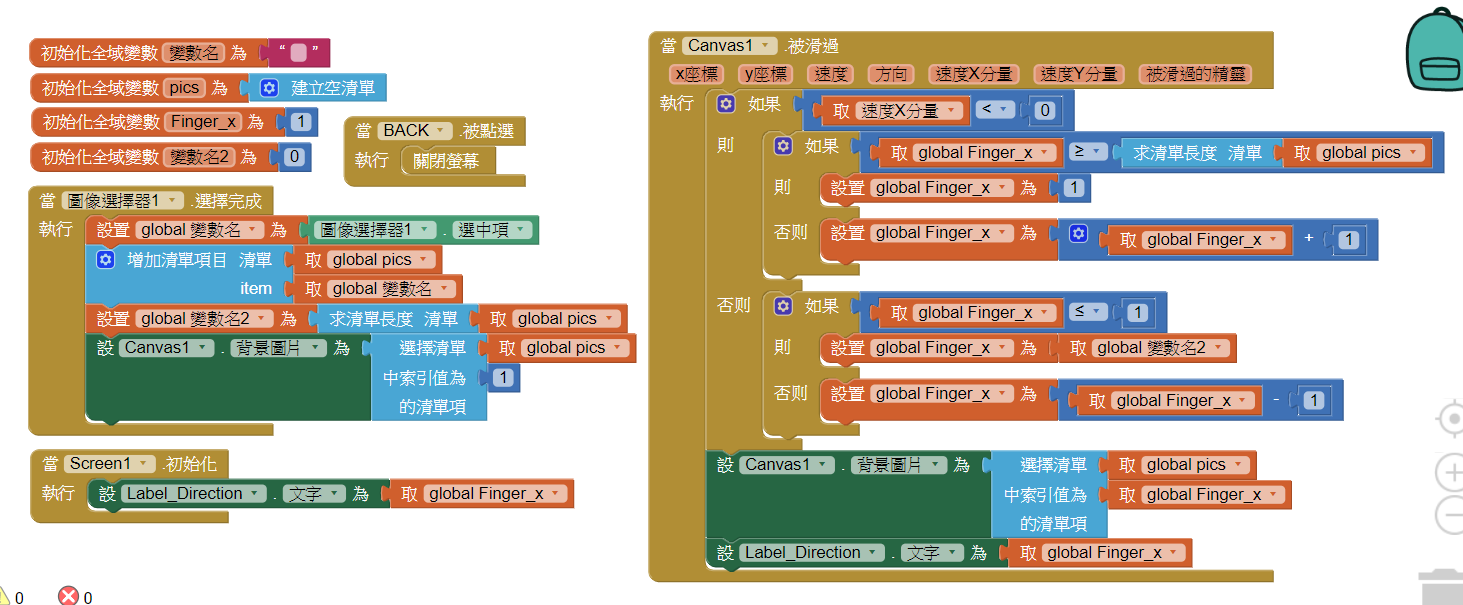 初始化全域變數 變數名 為 “ ”
初始化全域變數 pics 為 建立空清單
初始化全域變數 Finger_x 為 1
初始化全域變數 變數名2 為 0
當 BACK .被點選
執行 關閉螢幕
當 圖像選擇器1 .選擇完成
執行 設置 global 變數名 為 圖像選擇器1 . 選中項
增加清單項目 清單 取 global pics
item 取 global 變數名
設置 global 變數名2 為 求清單長度 清單 取 global pics
設 Canvas1 . 背景圖片 為 選擇清單 取 global pics
中索引值為 1
的清單項
當 Screen1 .初始化
執行 設 Label_Direction . 文字 為 取 global Finger_x
0 0
當 Canvas1 .被滑過
x座標 y座標 速度 方向 速度X分量 速度Y分量 被滑過的精靈
執行 如果 取 速度X分量 < 0
則 如果 取 global Finger_x ≥ 求清單長度 清單 取 global pics
則 設置 global Finger_x 為 1
否則 設置 global Finger_x 為 取 global Finger_x + 1
否則 如果 取 global Finger_x ≤ 1
則 設置 global Finger_x 為 取 global 變數名2
否則 設置 global Finger_x 為 取 global Finger_x - 1
設 Canvas1 . 背景圖片 為 選擇清單 取 global pics
中索引值為 取 global Finger_x
的清單項
設 Label_Direction . 文字 為 取 global Finger_x